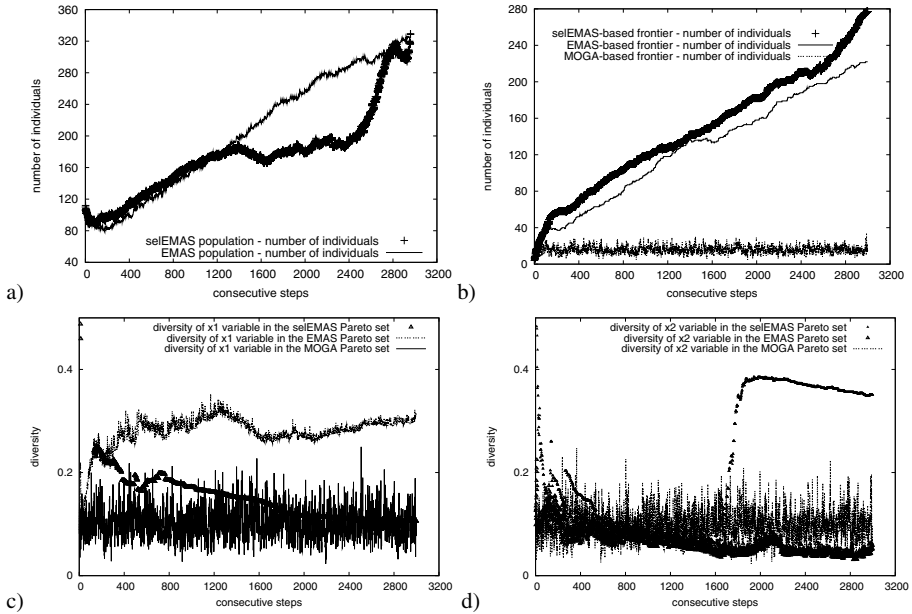 360
320
280
240
200
160
120
80
40
number of individuals
selEMAS population - number of individuals
EMAS population - number of individuals
0 400 800 1200 1600 2000 2400 2800 3200
consecutive steps
a)
280
240
200
160
120
80
40
0
number of individuals
selEMAS-based frontier - number of individuals
EMAS-based frontier - number of individuals
MOGA-based frontier - number of individuals
0 400 800 1200 1600 2000 2400 2800 3200
consecutive steps
b)
0.4
0.2
0
diversity
diversity of x1 variable in the selEMAS Pareto set
diversity of x1 variable in the EMAS Pareto set
diversity of x1 variable in the MOGA Pareto set
0 400 800 1200 1600 2000 2400 2800 3200
consecutive steps
c)
0.4
0.2
0
diversity
diversity of x2 variable in the selEMAS Pareto set
diversity of x2 variable in the EMAS Pareto set
diversity of x2 variable in the MOGA Pareto set
0 400 800 1200 1600 2000 2400 2800 3200
consecutive steps
d)